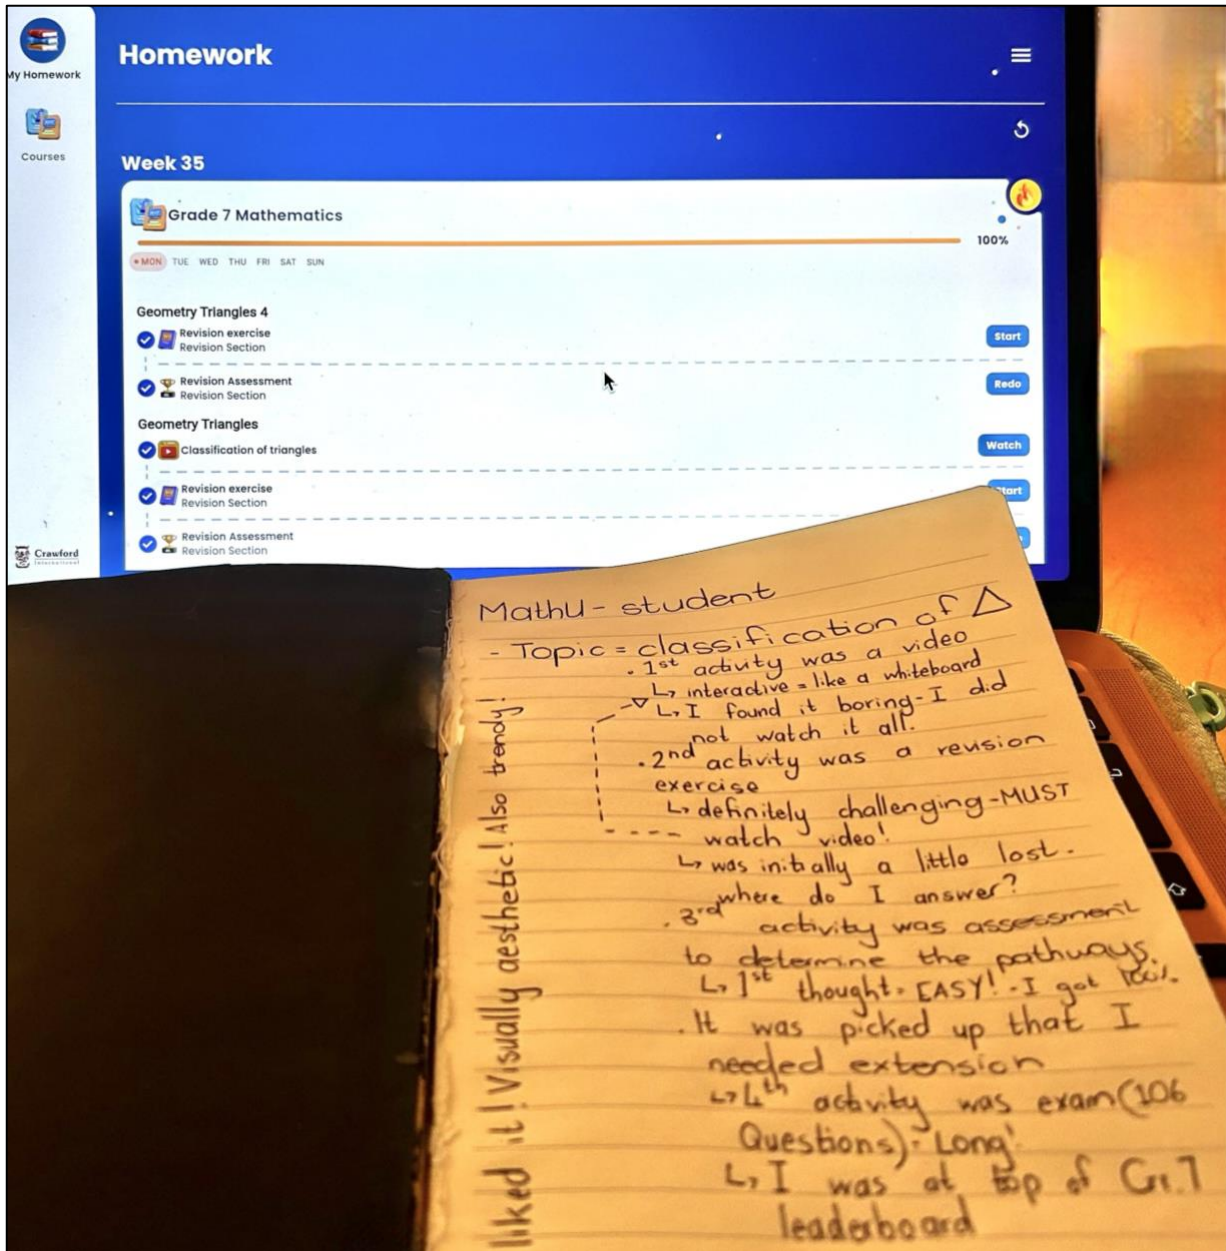 My Homework
Courses
Crawford
International
Homework
Week 35
Grade 7 Mathematics
100%
• MON TUE WED THU FRI SAT SUN
Geometry Triangles 4
Revision exercise
Revision Section
Start
Revision Assessment
Revision Section
Redo
Geometry Triangles
Classification of triangles
Watch
Revision exercise
Revision Section
Start
Revision Assessment
Revision Section
MathU - student
- Topic = classification of △
. 1st activity was a video
↳ interactive = like a whiteboard
↳ I found it boring - I did
not watch it all.
. 2nd activity was a revision
exercise
↳ definitely challenging - MUST
watch video!
↳ was initially a little lost.
where do I answer?
. 3rd activity was assessment
to determine the pathways.
↳ 1st thought = EASY! - I got 100%.
. It was picked up that I
needed extension
↳ 4th activity was exam (106
Questions) - Long!
↳ I was at top of Gr.7
leaderboard
liked it! Visually aesthetic! Also trendy!